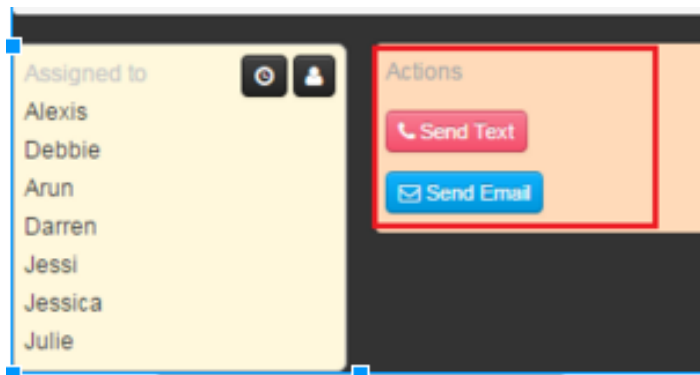 Assigned to
Alexis
Debbie
Arun
Darren
Jessi
Jessica
Julie
Actions
Send Text
Send Email